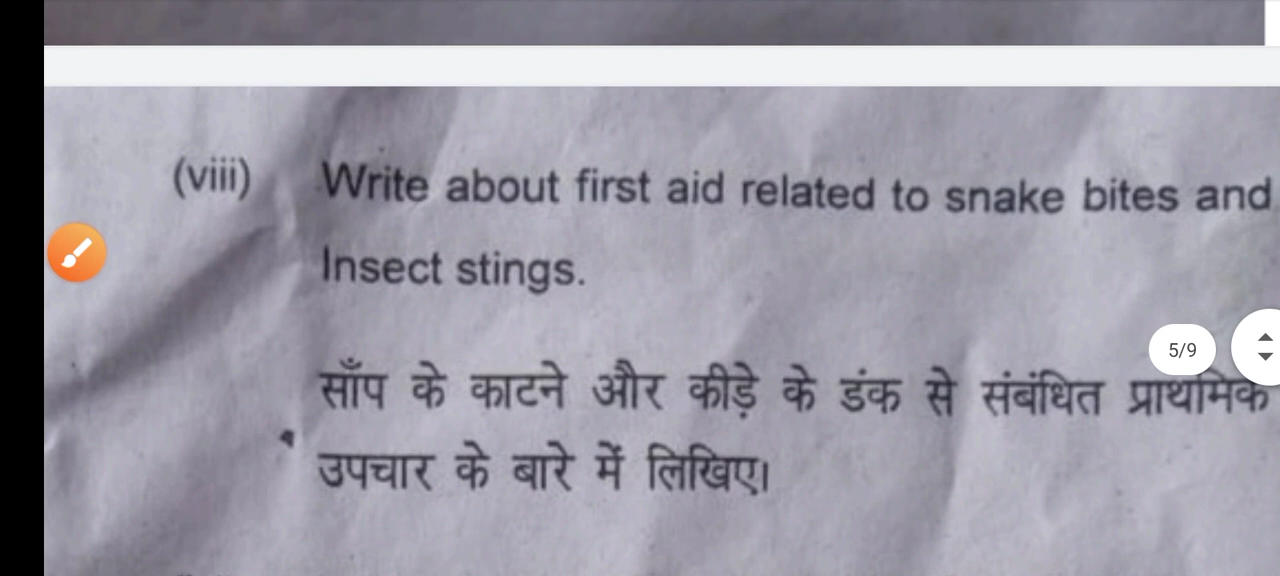 (viii) Write about first aid related to snake bites and
Insect stings.
5/9
साँप के काटने और कीड़े के डंक से संबंधित प्राथमिक
उपचार के बारे में लिखिए।